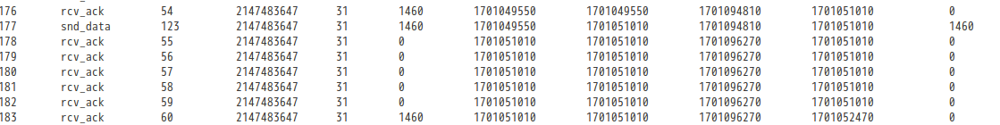 176 rcv_ack 54 2147483647 31 1460 1701049550 1701049550 1701094810 1701051010 0
177 snd_data 123 2147483647 31 1460 1701049550 1701051010 1701094810 1701051010 1460
178 rcv_ack 55 2147483647 31 0 1701051010 1701051010 1701096270 1701051010 0
179 rcv_ack 56 2147483647 31 0 1701051010 1701051010 1701096270 1701051010 0
180 rcv_ack 57 2147483647 31 0 1701051010 1701051010 1701096270 1701051010 0
181 rcv_ack 58 2147483647 31 0 1701051010 1701051010 1701096270 1701051010 0
182 rcv_ack 59 2147483647 31 0 1701051010 1701051010 1701096270 1701051010 0
183 rcv_ack 60 2147483647 31 1460 1701051010 1701051010 1701096270 1701052470 0